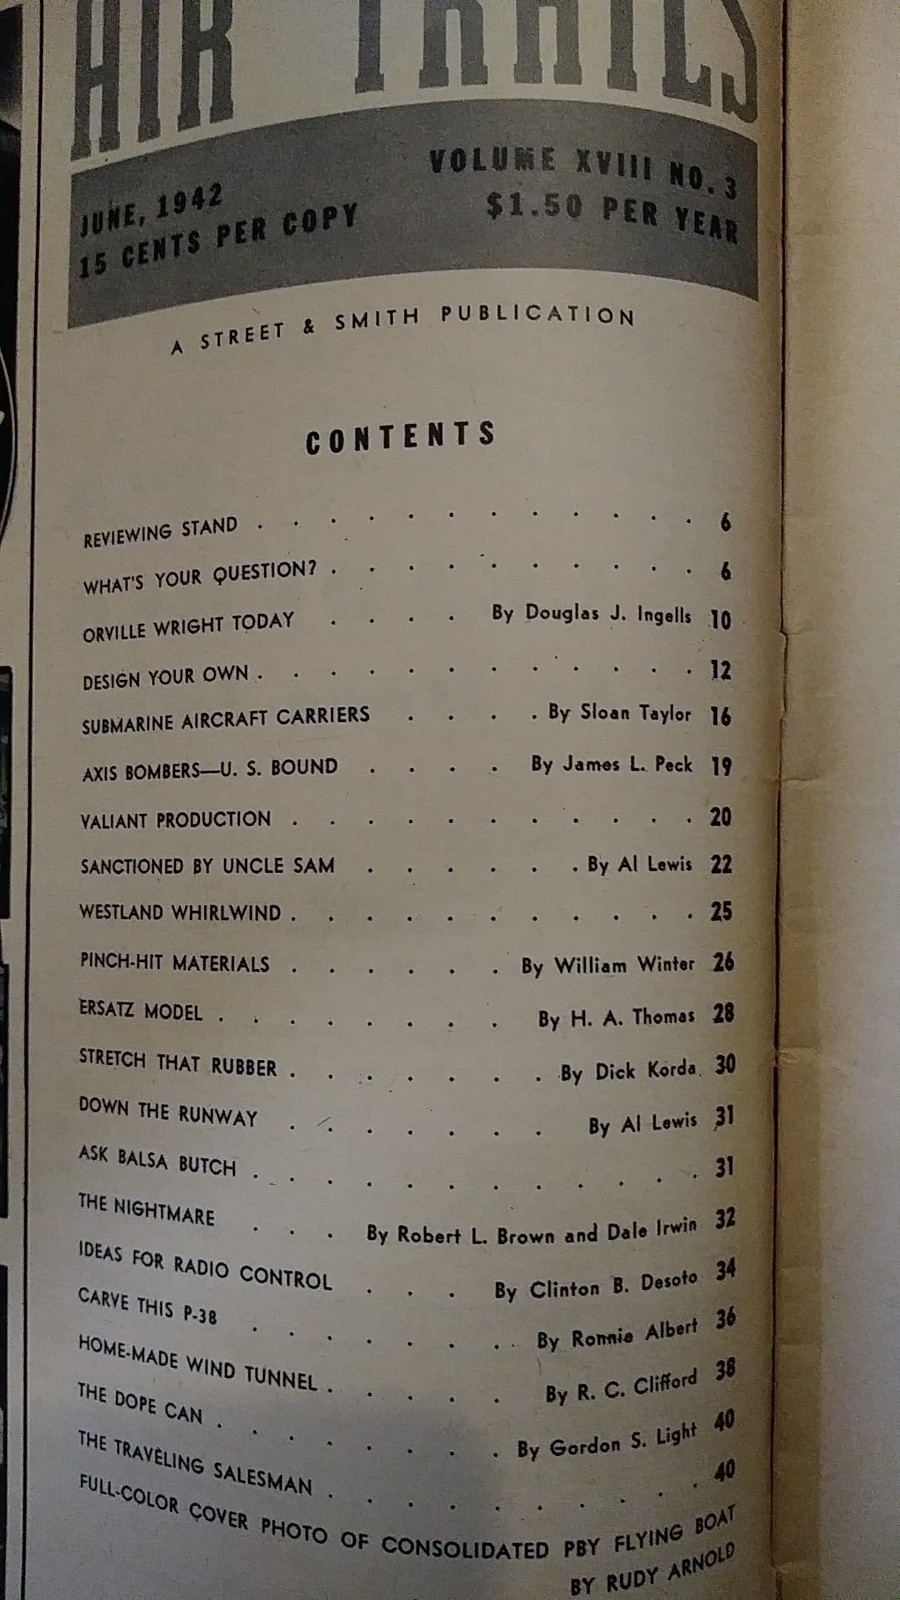 AIR TRAILS
JUNE, 1942
15 CENTS PER COPY
VOLUME XVIII NO. 3
$1.50 PER YEAR
A STREET & SMITH PUBLICATION
CONTENTS
REVIEWING STAND . . . . . . . . . . . . 6
WHAT'S YOUR QUESTION? . . . . . . . . . . 6
ORVILLE WRIGHT TODAY . . . . By Douglas J. Ingells 10
DESIGN YOUR OWN . . . . . . . . . . . . 12
SUBMARINE AIRCRAFT CARRIERS . . . . By Sloan Taylor 16
AXIS BOMBERS—U. S. BOUND . . . . By James L. Peck 19
VALIANT PRODUCTION . . . . . . . . . . . 20
SANCTIONED BY UNCLE SAM . . . . . . By Al Lewis 22
WESTLAND WHIRLWIND . . . . . . . . . . . 25
PINCH-HIT MATERIALS . . . . . . By William Winter 26
ERSATZ MODEL . . . . . . . . By H. A. Thomas 28
STRETCH THAT RUBBER . . . . . . . By Dick Korda 30
DOWN THE RUNWAY . . . . . . . By Al Lewis 31
ASK BALSA BUTCH . . . . . . . . . . . . 31
THE NIGHTMARE . . . By Robert L. Brown and Dale Irwin 32
IDEAS FOR RADIO CONTROL . . . By Clinton B. Desoto 34
CARVE THIS P-38 . . . . . . . . By Ronnie Albert 36
HOME-MADE WIND TUNNEL . . . . . By R. C. Clifford 38
THE DOPE CAN . . . . . . . . By Gordon S. Light 40
THE TRAVELING SALESMAN . . . . . . . . . . 40
FULL-COLOR COVER PHOTO OF CONSOLIDATED PBY FLYING BOAT
BY RUDY ARNOLD